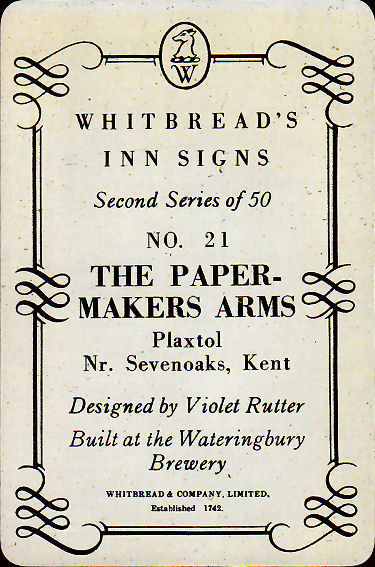 W
WHITBREAD'S
INN SIGNS
Second Series of 50
NO. 21
THE PAPER-
MAKERS ARMS
Plaxtol
Nr. Sevenoaks, Kent
Designed by Violet Rutter
Built at the Wateringbury
Brewery
WHITBREAD & COMPANY, LIMITED.
Established 1742.